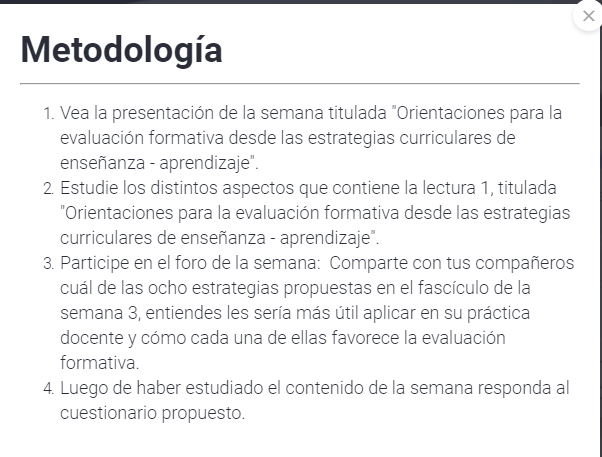 Metodología
1. Vea la presentación de la semana titulada "Orientaciones para la
evaluación formativa desde las estrategias curriculares de
enseñanza - aprendizaje".
2. Estudie los distintos aspectos que contiene la lectura 1, titulada
"Orientaciones para la evaluación formativa desde las estrategias
curriculares de enseñanza - aprendizaje".
3. Participe en el foro de la semana: Comparte con tus compañeros
cuál de las ocho estrategias propuestas en el fascículo de la
semana 3, entiendes les sería más útil aplicar en su práctica
docente y cómo cada una de ellas favorece la evaluación
formativa.
4. Luego de haber estudiado el contenido de la semana responda al
cuestionario propuesto.